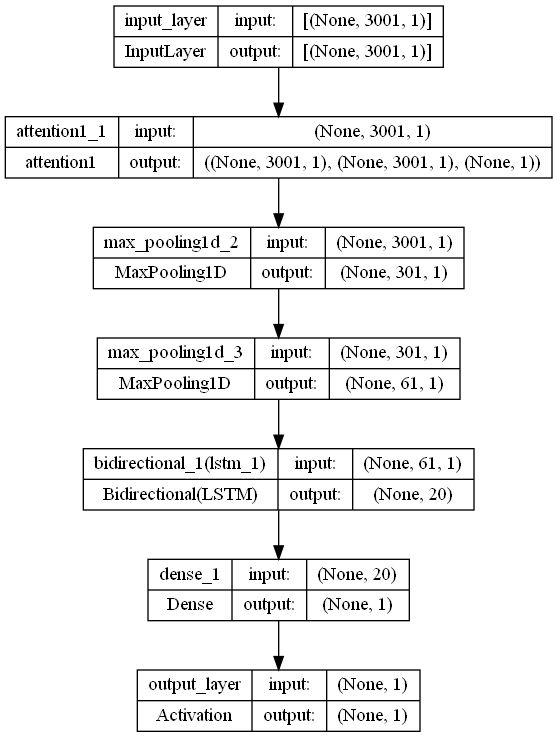 input_layer input: [(None, 3001, 1)]
InputLayer output: [(None, 3001, 1)]
attention1_1 input: (None, 3001, 1)
attention1 output: ((None, 3001, 1), (None, 3001, 1), (None, 1))
max_pooling1d_2 input: (None, 3001, 1)
MaxPooling1D output: (None, 301, 1)
max_pooling1d_3 input: (None, 301, 1)
MaxPooling1D output: (None, 61, 1)
bidirectional_1(lstm_1) input: (None, 61, 1)
Bidirectional(LSTM) output: (None, 20)
dense_1 input: (None, 20)
Dense output: (None, 1)
output_layer input: (None, 1)
Activation output: (None, 1)